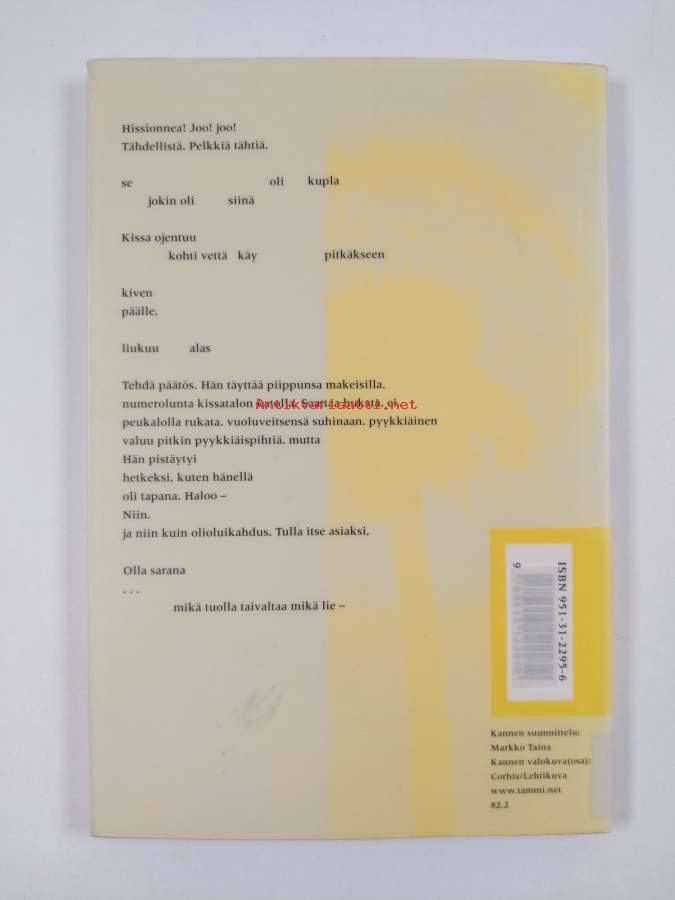 Hissionnea! Joo! joo!
Tähdellistä. Pelkkiä tähtiä.
se oli kupla
jokin oli siinä
Kissa ojentuu
kohti vettä käy pitkäkseen
kiven
päälle,
liukuu alas
Tehdä päätös. Hän täyttää piippunsa makeisilla.
numerolunta kissatalon
Antikvariaatti.net
peukalolla rukata. vuoluveitsensä suhinaan. pyykkiäinen
valuu pitkin pyykkiäispihtiä. mutta
Hän pistäytyi
hetkeksi, kuten hänellä
oli tapana. Haloo –
Niin.
ja niin kuin olioluikahdus. Tulla itse asiaksi,
Olla sarana
. . .
mikä tuolla taivaltaa mikä lie –
ISBN 951-31-2295-6
Kannen suunnittelu:
Markko Taina
Kannen valokuva(osa):
Corbis/Lehtikuva
www.tammi.net
82.2